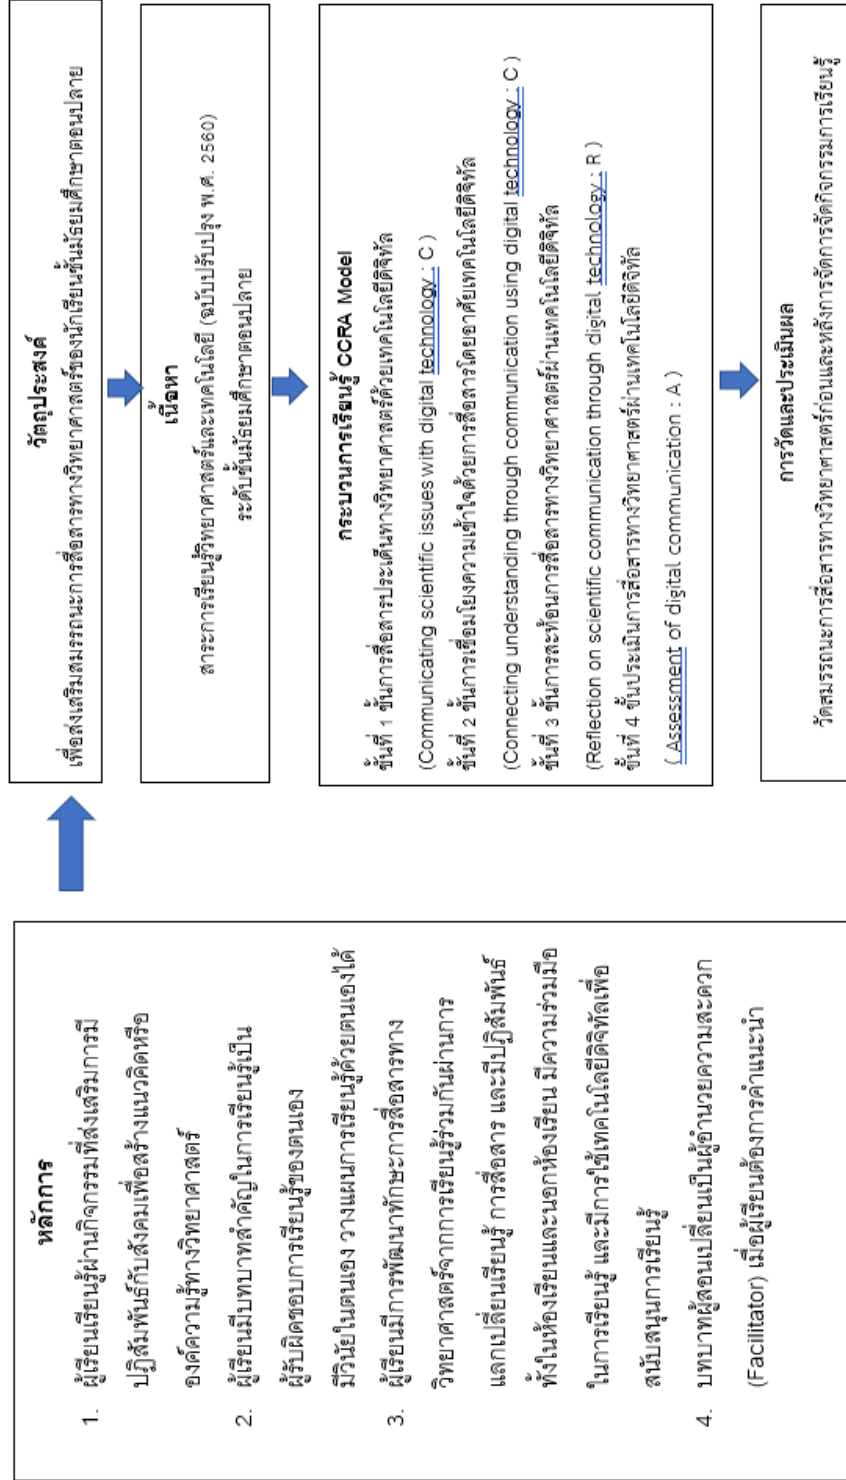 หลักการ
1. ผู้เรียนเรียนรู้ผ่านกิจกรรมที่ส่งเสริมการมี
ปฏิสัมพันธ์กับสังคมเพื่อสร้างแนวคิดหรือ
องค์ความรู้ทางวิทยาศาสตร์
2. ผู้เรียนมีบทบาทสำคัญในการเรียนรู้เป็น
ผู้รับผิดชอบการเรียนรู้ของตนเอง
มีวินัยในตนเอง วางแผนการเรียนรู้ด้วยตนเองได้
3. ผู้เรียนมีการพัฒนาทักษะการสื่อสารทาง
วิทยาศาสตร์จากการเรียนรู้ร่วมกันผ่านการ
แลกเปลี่ยนเรียนรู้ การสื่อสาร และมีปฏิสัมพันธ์
ทั้งในห้องเรียนและนอกห้องเรียน มีความร่วมมือ
ในการเรียนรู้ และมีการใช้เทคโนโลยีดิจิทัลเพื่อ
สนับสนุนการเรียนรู้
4. บทบาทผู้สอนเปลี่ยนเป็นผู้อำนวยความสะดวก
(Facilitator) เมื่อผู้เรียนต้องการคำแนะนำ
วัตถุประสงค์
เพื่อส่งเสริมสมรรถนะการสื่อสารทางวิทยาศาสตร์ของนักเรียนชั้นมัธยมศึกษาตอนปลาย
เนื้อหา
สาระการเรียนรู้วิทยาศาสตร์และเทคโนโลยี (ฉบับปรับปรุง พ.ศ. 2560)
ระดับชั้นมัธยมศึกษาตอนปลาย
กระบวนการเรียนรู้ CCRA Model
ขั้นที่ 1 ขั้นการสื่อสารประเด็นทางวิทยาศาสตร์ด้วยเทคโนโลยีดิจิทัล
(Communicating scientific issues with digital technology : C )
ขั้นที่ 2 ขั้นการเชื่อมโยงความเข้าใจด้วยการสื่อสารโดยอาศัยเทคโนโลยีดิจิทัล
(Connecting understanding through communication using digital technology : C )
ขั้นที่ 3 ขั้นการสะท้อนการสื่อสารทางวิทยาศาสตร์ผ่านเทคโนโลยีดิจิทัล
(Reflection on scientific communication through digital technology : R )
ขั้นที่ 4 ขั้นประเมินการสื่อสารทางวิทยาศาสตร์ผ่านเทคโนโลยีดิจิทัล
( Assessment of digital communication : A )
การวัดและประเมินผล
วัดสมรรถนะการสื่อสารทางวิทยาศาสตร์ก่อนและหลังการจัดการจัดกิจกรรมการเรียนรู้